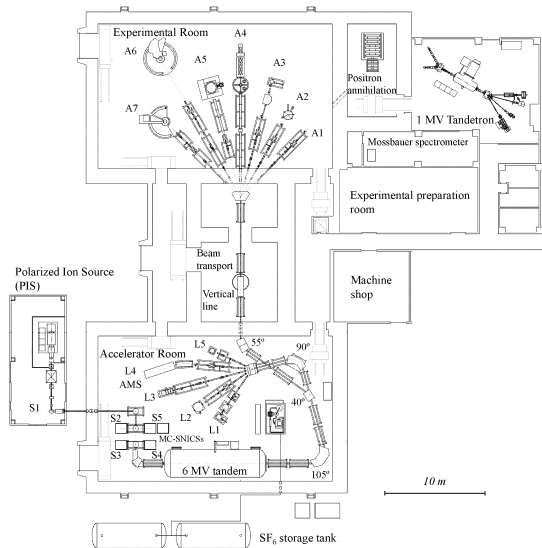 Experimental Room
A4
A6
A5
A3
A2
A7
A1
Positron
annihilation
1 MV Tandetron
Mossbauer spectrometer
Experimental preparation
room
Beam
transport
Vertical
line
Machine
shop
Polarized Ion Source
(PIS)
Accelerator Room
L5
55º
90º
L4
AMS
L3
40º
L2
L1
S1
S2
S5
MC-SNICSs
S3
S4
6 MV tandem
105º
10 m
SF6 storage tank